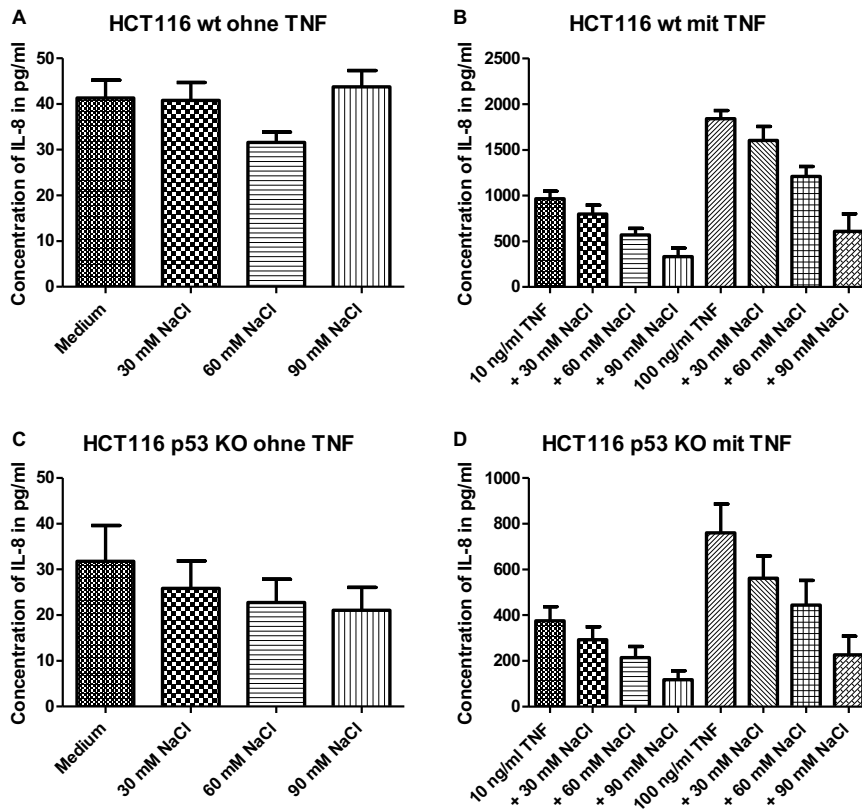 A
HCT116 wt ohne TNF
Concentration of IL-8 in pg/ml
50
40
30
20
10
0
Medium
30 mM NaCl
60 mM NaCl
90 mM NaCl
B
HCT116 wt mit TNF
Concentration of IL-8 in pg/ml
2500
2000
1500
1000
500
0
10 ng/ml TNF
+ 30 mM NaCl
+ 60 mM NaCl
+ 90 mM NaCl
100 ng/ml TNF
+ 30 mM NaCl
+ 60 mM NaCl
+ 90 mM NaCl
C
HCT116 p53 KO ohne TNF
Concentration of IL-8 in pg/ml
50
40
30
20
10
0
Medium
30 mM NaCl
60 mM NaCl
90 mM NaCl
D
HCT116 p53 KO mit TNF
Concentration of IL-8 in pg/ml
1000
800
600
400
200
0
10 ng/ml TNF
+ 30 mM NaCl
+ 60 mM NaCl
+ 90 mM NaCl
100 ng/ml TNF
+ 30 mM NaCl
+ 60 mM NaCl
+ 90 mM NaCl